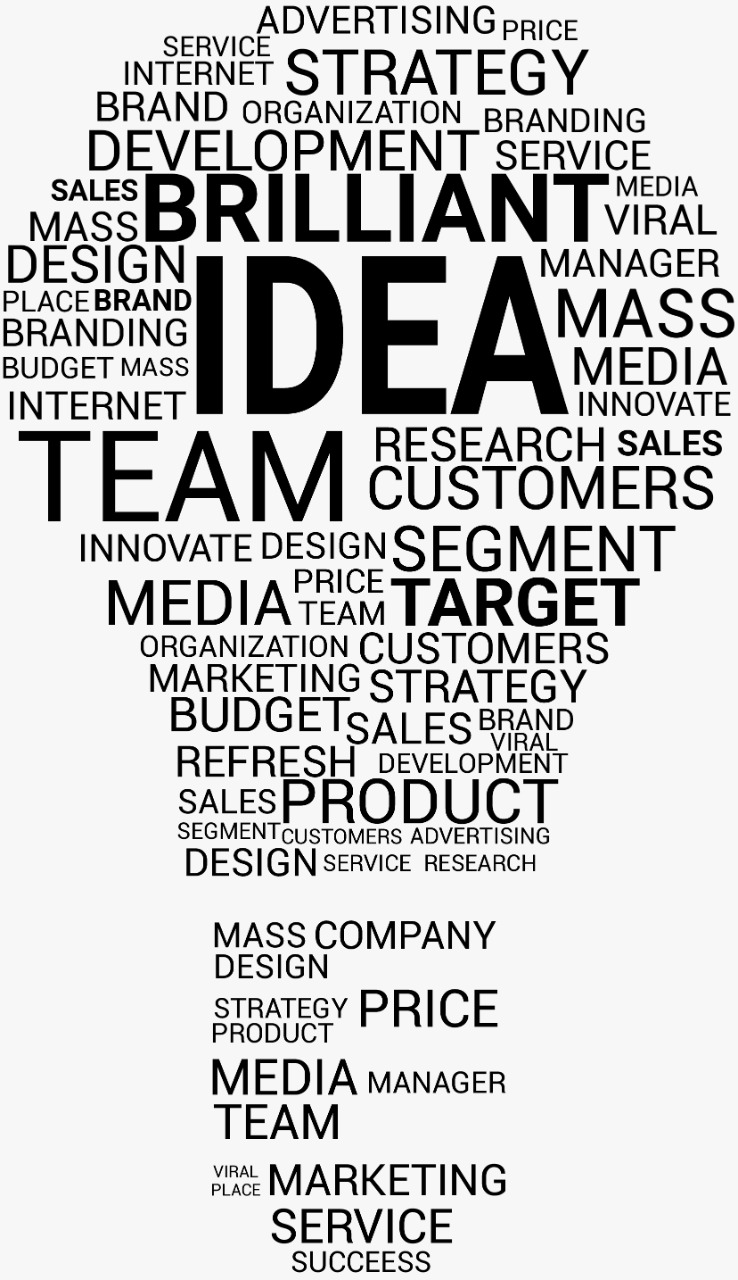 ADVERTISING PRICE
SERVICE
INTERNET STRATEGY
BRAND ORGANIZATION BRANDING
DEVELOPMENT SERVICE
SALES BRILLIANT MEDIA
MASS VIRAL
DESIGN IDEA MANAGER
PLACE BRAND MASS
BRANDING
BUDGET MASS MEDIA
INTERNET INNOVATE
TEAM RESEARCH SALES
CUSTOMERS
INNOVATE DESIGN SEGMENT
MEDIA PRICE TARGET
TEAM
ORGANIZATION CUSTOMERS
MARKETING STRATEGY
BUDGET SALES BRAND
VIRAL
REFRESH DEVELOPMENT
SALES PRODUCT
SEGMENT CUSTOMERS ADVERTISING
DESIGN SERVICE RESEARCH
MASS COMPANY
DESIGN
STRATEGY PRICE
PRODUCT
MEDIA MANAGER
TEAM
VIRAL MARKETING
PLACE
SERVICE
SUCCEESS